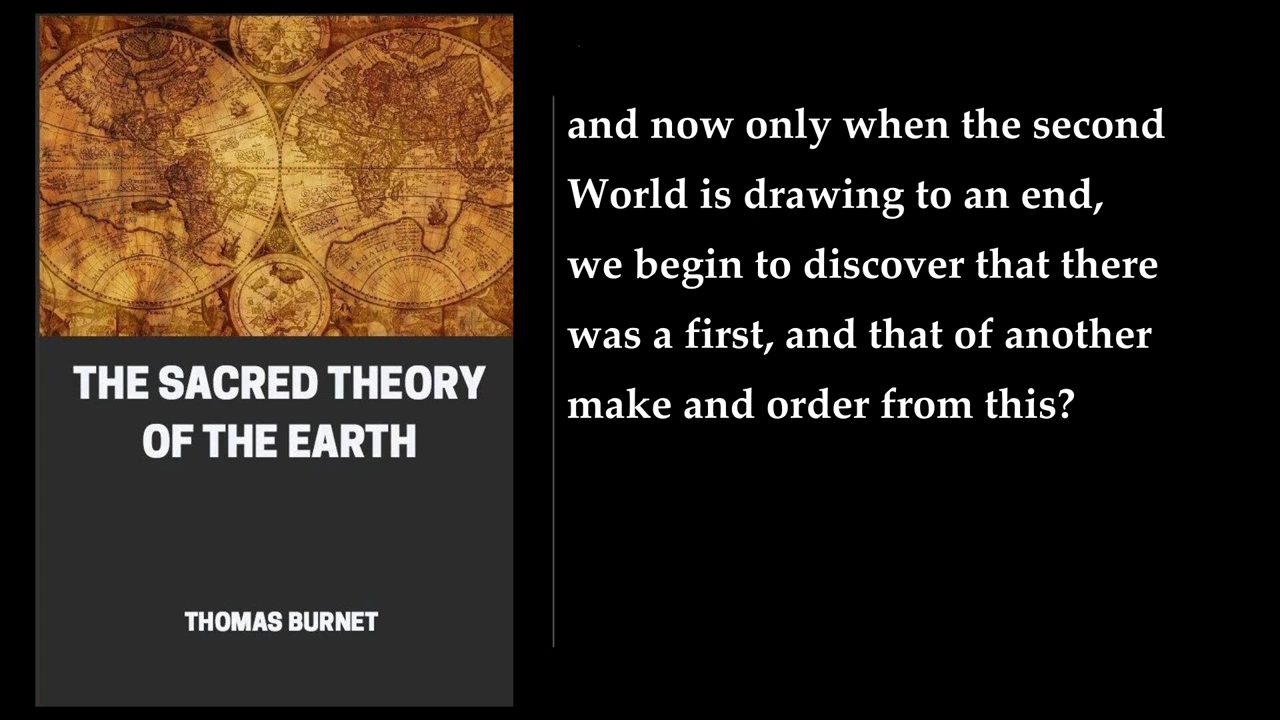 THE SACRED THEORY
OF THE EARTH
THOMAS BURNET
and now only when the second
World is drawing to an end,
we begin to discover that there
was a first, and that of another
make and order from this?